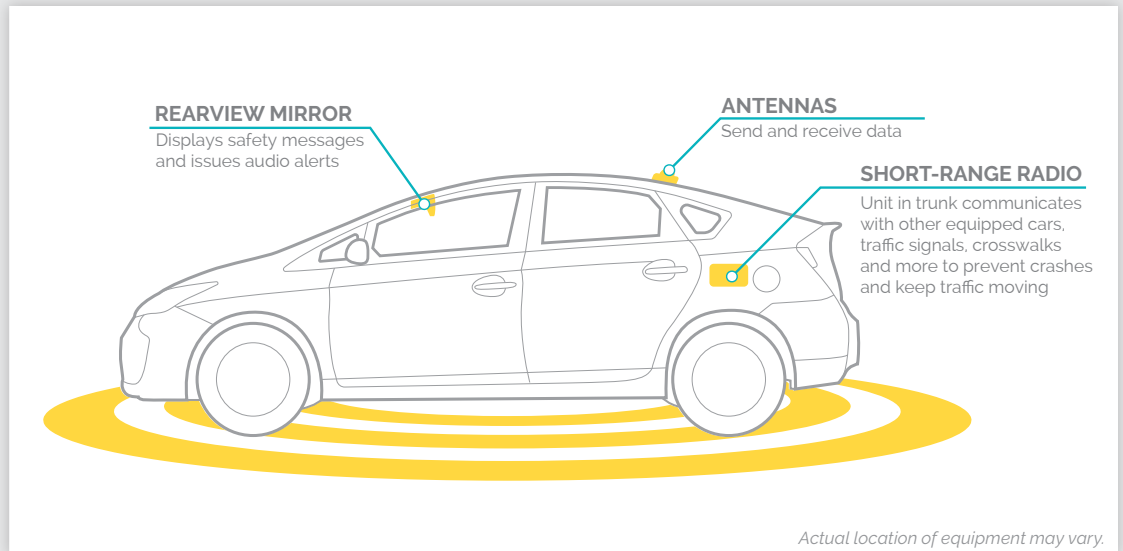 REARVIEW MIRROR
Displays safety messages
and issues audio alerts
ANTENNAS
Send and receive data
SHORT-RANGE RADIO
Unit in trunk communicates
with other equipped cars,
traffic signals, crosswalks
and more to prevent crashes
and keep traffic moving
Actual location of equipment may vary.